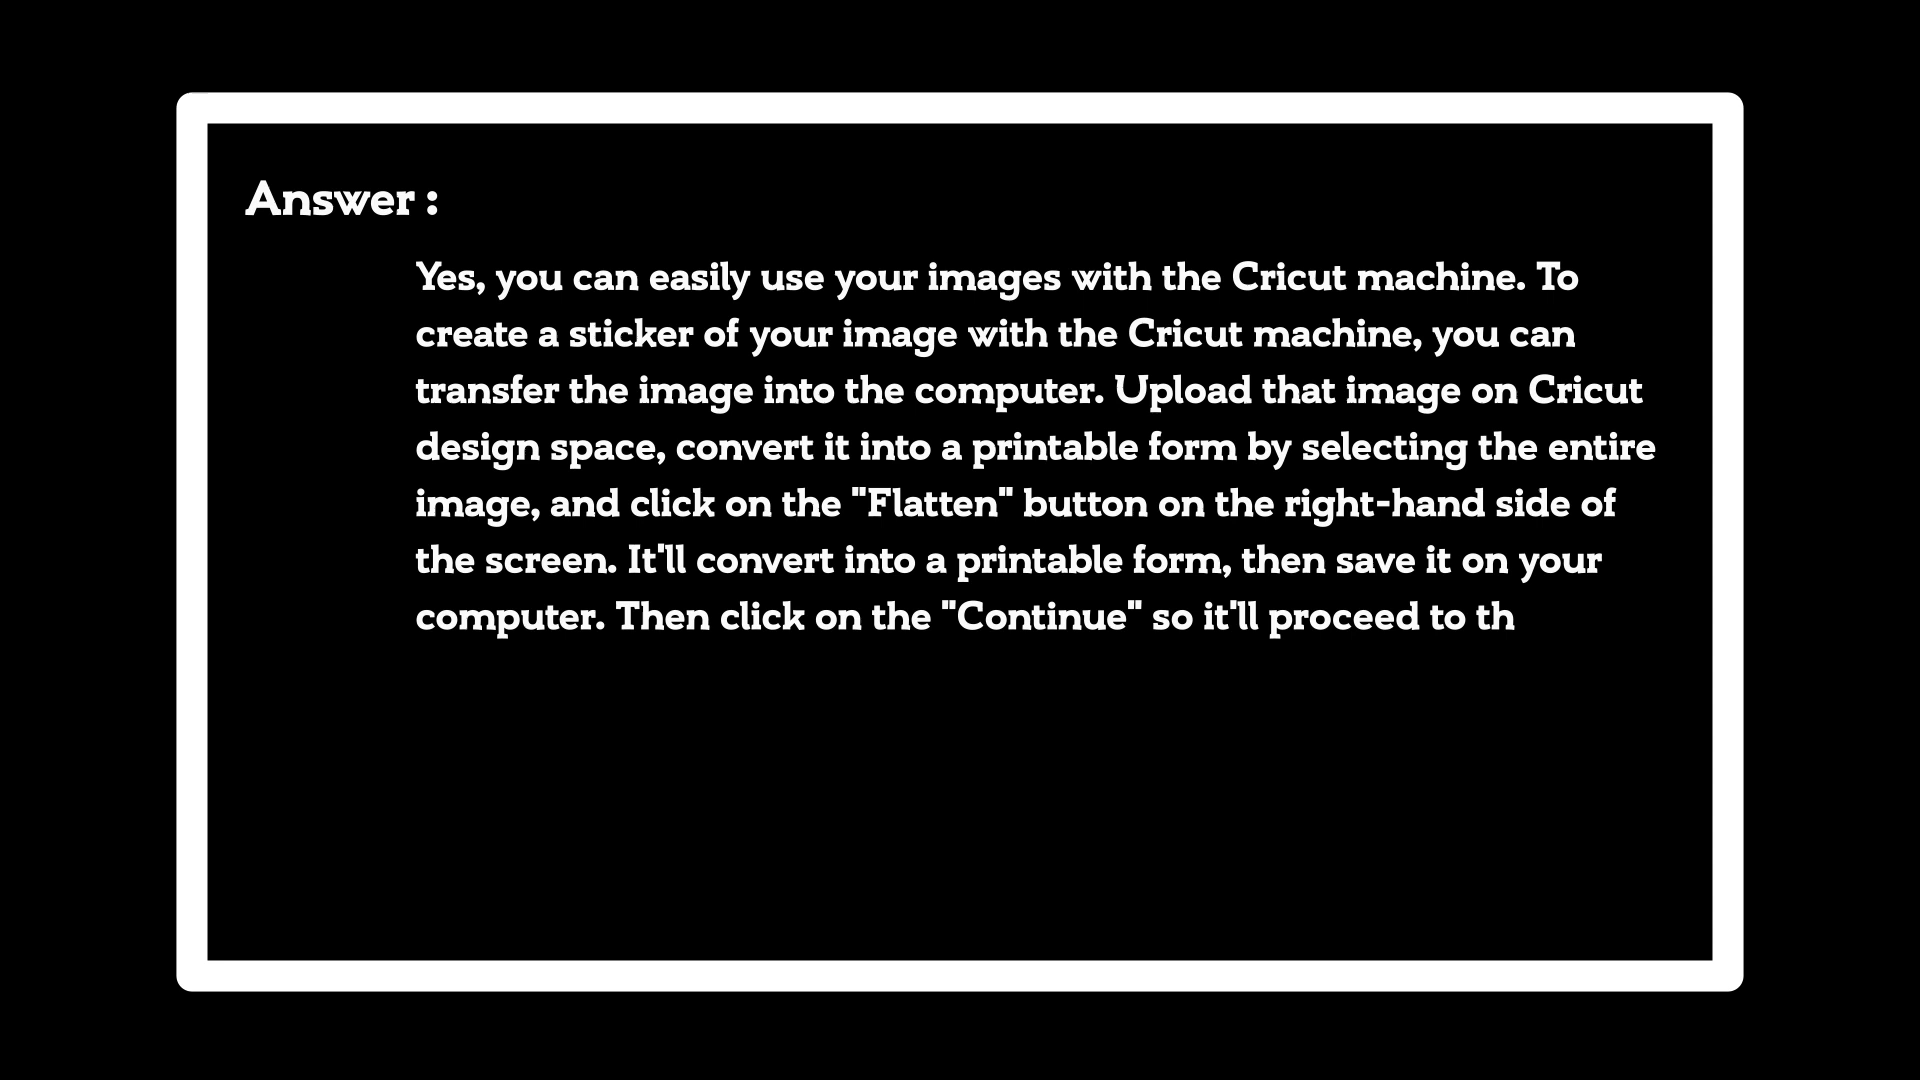 Answer :
Yes, you can easily use your images with the Cricut machine. To
create a sticker of your image with the Cricut machine, you can
transfer the image into the computer. Upload that image on Cricut
design space, convert it into a printable form by selecting the entire
image, and click on the "Flatten" button on the right-hand side of
the screen. It'll convert into a printable form, then save it on your
computer. Then click on the "Continue" so it'll proceed to th